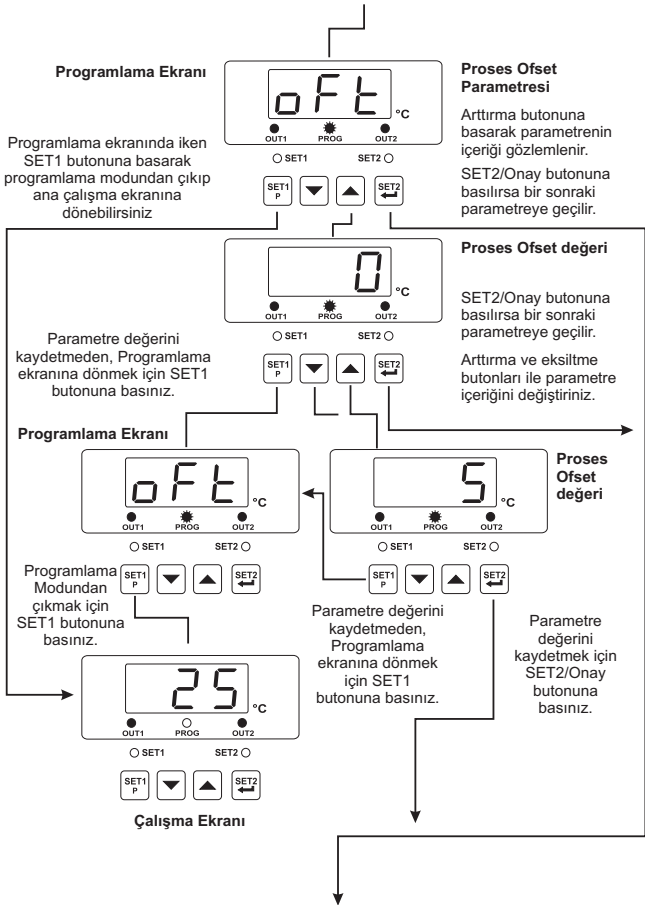 Programlama Ekranı
oFt
°C
OUT1 PROG OUT2
SET1 SET2
SET1 P
SET2
Proses Ofset
Parametresi
Arttırma butonuna
basarak parametrenin
içeriği gözlemlenir.
SET2/Onay butonuna
basılırsa bir sonraki
parametreye geçilir.
Programlama ekranında iken
SET1 butonuna basarak
programlama modundan çıkıp
ana çalışma ekranına
dönebilirsiniz
0
°C
OUT1 PROG OUT2
SET1 SET2
SET1 P
SET2
Proses Ofset değeri
SET2/Onay butonuna
basılırsa bir sonraki
parametreye geçilir.
Arttırma ve eksiltme
butonları ile parametre
içeriğini değiştiriniz.
Parametre değerini
kaydetmeden, Programlama
ekranına dönmek için SET1
butonuna basınız.
Programlama Ekranı
oFt
°C
OUT1 PROG OUT2
SET1 SET2
SET1 P
SET2
5
°C
OUT1 PROG OUT2
SET1 SET2
SET1 P
SET2
Proses
Ofset
değeri
Programlama
Modundan
çıkmak için
SET1 butonuna
basınız.
Parametre değerini
kaydetmeden,
Programlama
ekranına dönmek
için SET1
butonuna basınız.
Parametre
değerini
kaydetmek için
SET2/Onay
butonuna
basınız.
25
°C
OUT1 PROG OUT2
SET1 SET2
SET1 P
SET2
Çalışma Ekranı